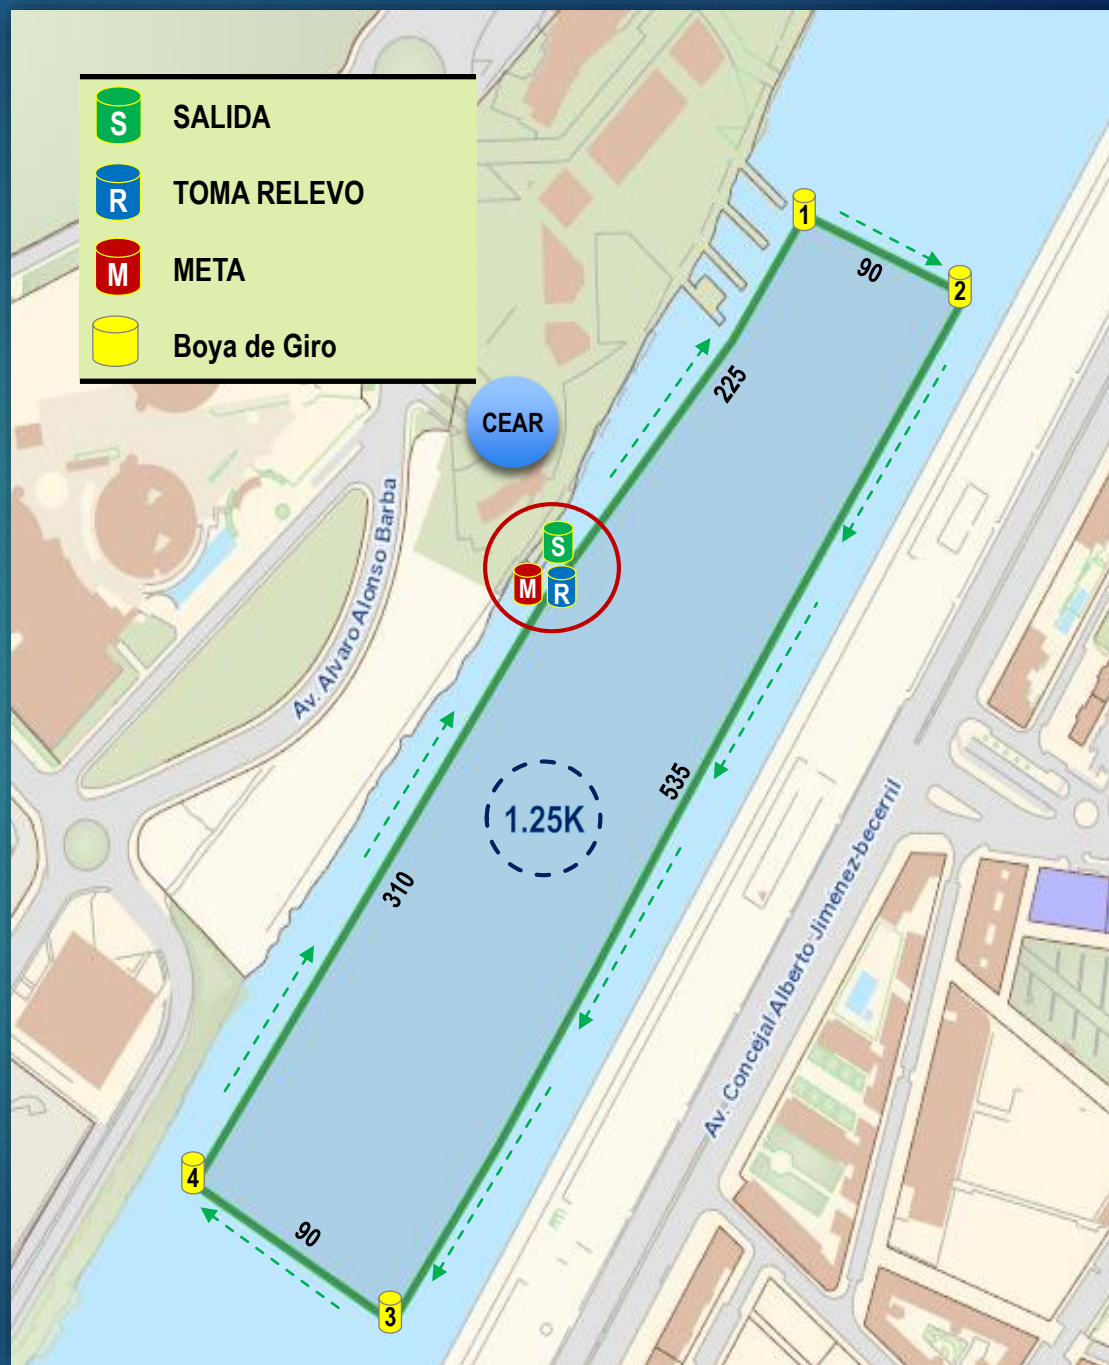 S SALIDA
R TOMA RELEVO
M META
Boya de Giro
1
90
2
225
CEAR
S
M R
Av. Alvaro Alonso Barba
535
1.25K
310
Av. Concejal Alberto Jimenez-becerril
4
90
3